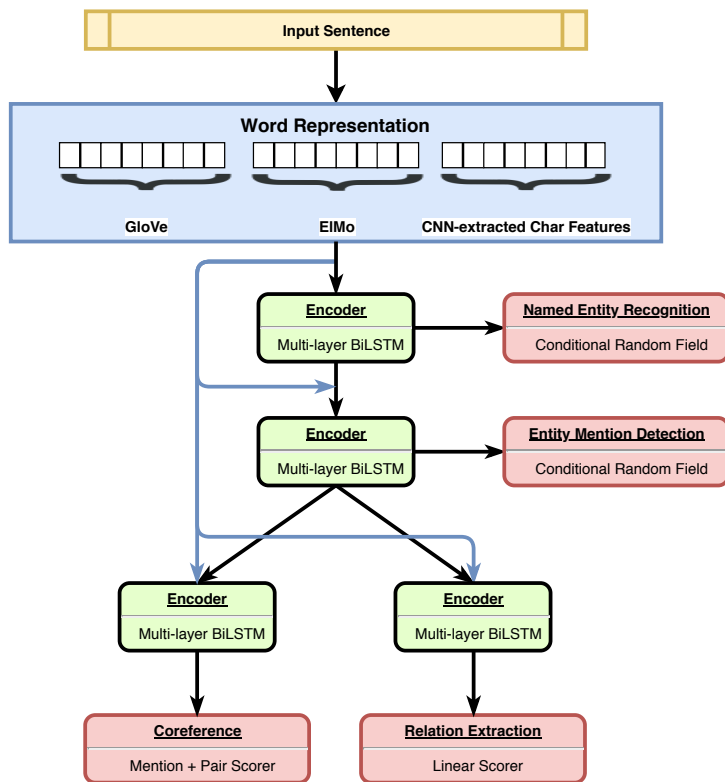 Input Sentence
Word Representation
GloVe
ElMo
CNN-extracted Char Features
Encoder
Multi-layer BiLSTM
Named Entity Recognition
Conditional Random Field
Encoder
Multi-layer BiLSTM
Entity Mention Detection
Conditional Random Field
Encoder
Multi-layer BiLSTM
Encoder
Multi-layer BiLSTM
Coreference
Mention + Pair Scorer
Relation Extraction
Linear Scorer